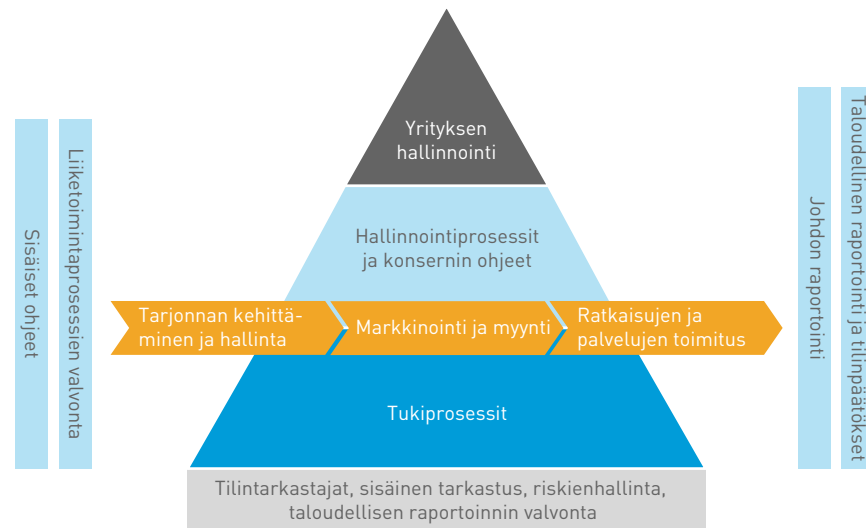 Yrityksen
hallinnointi
Hallinnointiprosessit
ja konsernin ohjeet
Sisäiset ohjeet
Liiketoimintaprosessien valvonta
Tarjonnan kehittä-
minen ja hallinta
Markkinointi ja myynti
Ratkaisujen ja
palvelujen toimitus
Johdon raportointi
Taloudellinen raportointi ja tilinpäätökset
Tukiprosessit
Tilintarkastajat, sisäinen tarkastus, riskienhallinta,
taloudellisen raportoinnin valvonta